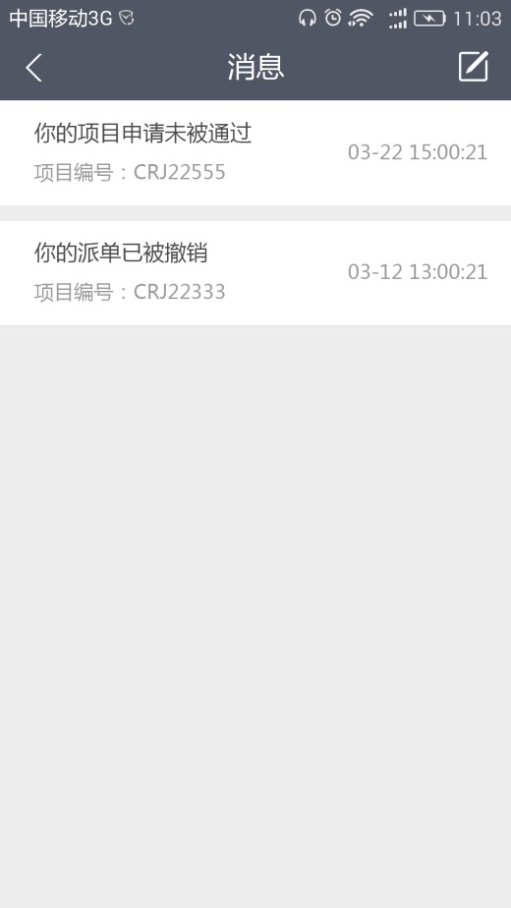 中国移动3G 11:03
消息
你的项目申请未被通过
03-22 15:00:21
项目编号：CRJ22555
你的派单已被撤销
03-12 13:00:21
项目编号：CRJ22333